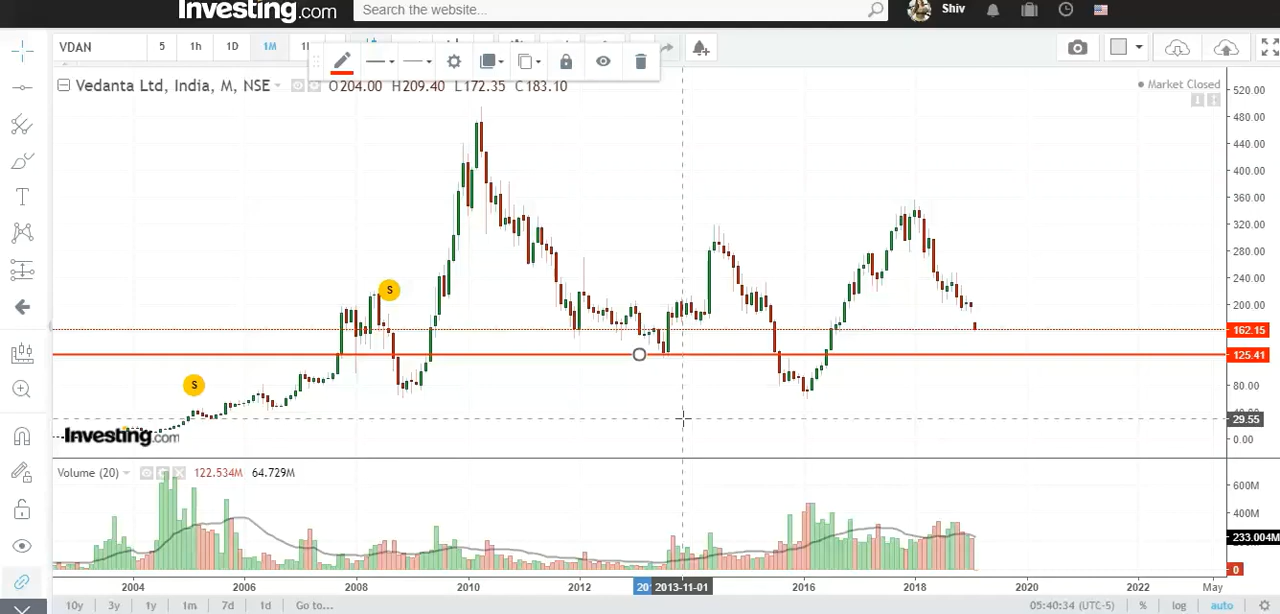 Investing.com
Search the website...
Shiv
VDAN
5
1h
1D
1M
Vedanta Ltd, India, M, NSE
O204.00 H209.40 L172.35 C183.10
Market Closed
520.00
480.00
440.00
400.00
360.00
320.00
280.00
240.00
200.00
162.15
125.41
80.00
29.55
0.00
S
S
Investing.com
Volume (20)
122.534M
64.729M
600M
400M
233.004M
0
2004
2006
2008
2010
2012
2013-11-01
2016
2018
2020
2022
May
10y
3y
1y
1m
7d
1d
Go to...
05:40:34 (UTC-5)
%
log
auto